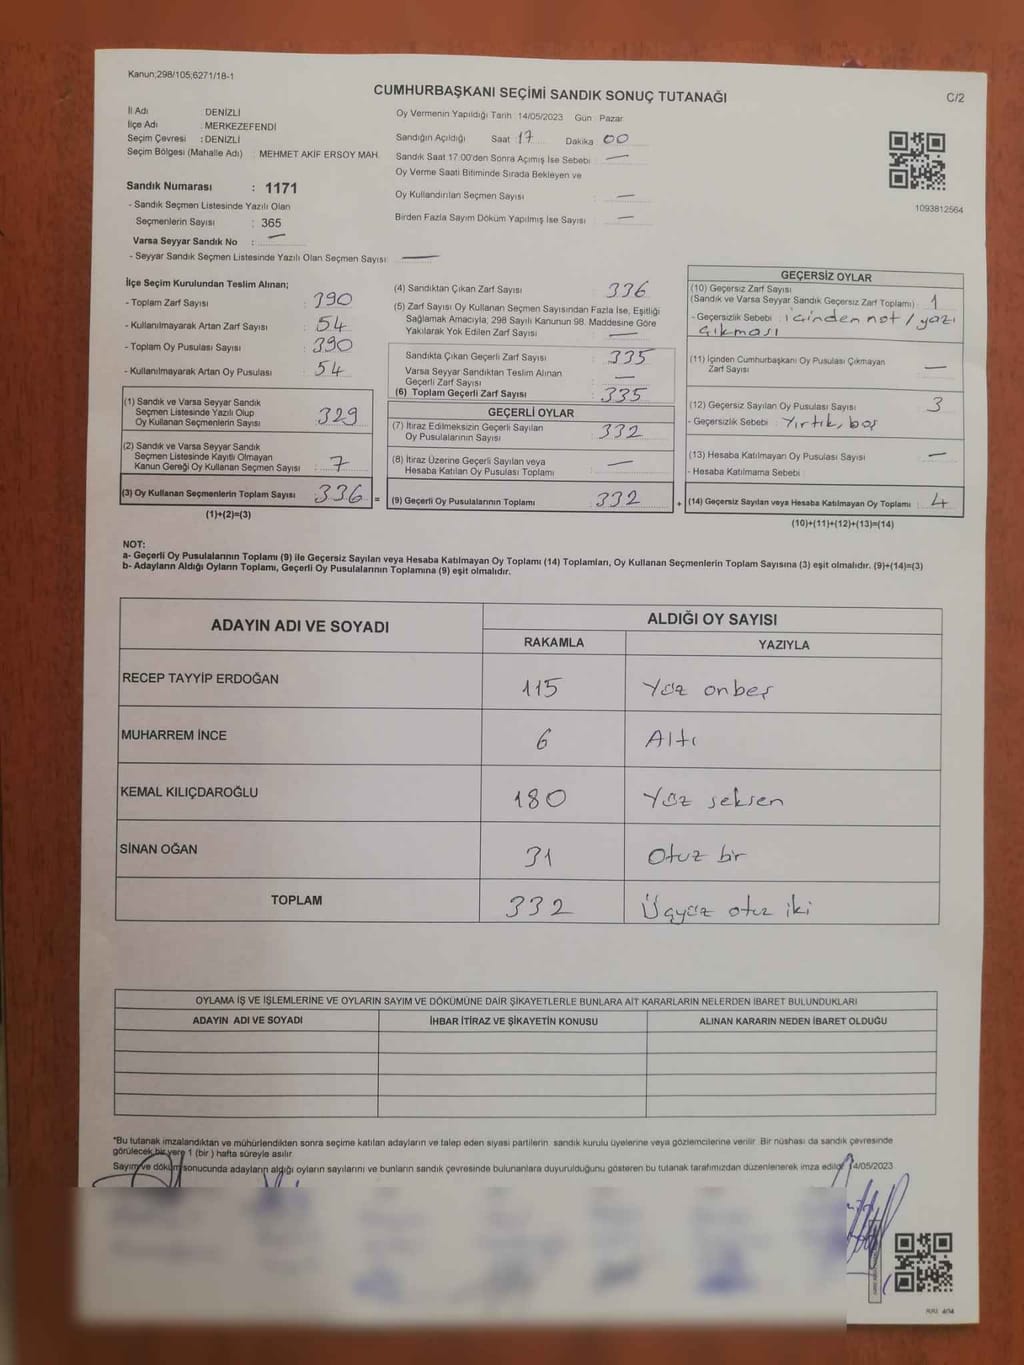 Kanun;298/105;6271/18-1
CUMHURBAŞKANI SEÇİMİ SANDIK SONUÇ TUTANAĞI
C/2
İl Adı DENİZLİ
İlçe Adı : MERKEZEFENDİ
Seçim Çevresi : DENİZLİ
Seçim Bölgesi (Mahalle Adı) : MEHMET AKİF ERSOY MAH.
Sandık Numarası : 1171
- Sandık Seçmen Listesinde Yazılı Olan
Seçmenlerin Sayısı : 365
Varsa Seyyar Sandık No : —
- Seyyar Sandık Seçmen Listesinde Yazılı Olan Seçmen Sayısı —
Oy Vermenin Yapıldığı Tarih 14/05/2023 Gün Pazar
Sandığın Açıldığı Saat 17 Dakika 00
Sandık Saat 17:00'den Sonra Açımış İse Sebebi —
Oy Verme Saati Bitiminde Sırada Bekleyen ve
Oy Kullandırılan Seçmen Sayısı : —
Birden Fazla Sayım Döküm Yapılmış İse Sayısı : —
1093812564
İlçe Seçim Kurulundan Teslim Alınan;
- Toplam Zarf Sayısı : 390
- Kullanılmayarak Artan Zarf Sayısı : 54
- Toplam Oy Pusulası Sayısı : 390
- Kullanılmayarak Artan Oy Pusulası : 54
(1) Sandık ve Varsa Seyyar Sandık
Seçmen Listesinde Yazılı Olup
Oy Kullanan Seçmenlerin Sayısı 329
(2) Sandık ve Varsa Seyyar Sandık
Seçmen Listesinde Kayıtlı Olmayan
Kanun Gereği Oy Kullanan Seçmen Sayısı : 7
(3) Oy Kullanan Seçmenlerin Toplam Sayısı 336 =
(1)+(2)=(3)
(4) Sandıktan Çıkan Zarf Sayısı : 336
(5) Zarf Sayısı Oy Kullanan Seçmen Sayısından Fazla İse, Eşitliği
Sağlamak Amacıyla; 298 Sayılı Kanunun 98. Maddesine Göre
Yakılarak Yok Edilen Zarf Sayısı : —
Sandıkta Çıkan Geçerli Zarf Sayısı : 335
Varsa Seyyar Sandıktan Teslim Alınan
Geçerli Zarf Sayısı : —
(6) Toplam Geçerli Zarf Sayısı : 335
GEÇERLİ OYLAR
(7) İtiraz Edilmeksizin Geçerli Sayılan
Oy Pusulalarının Sayısı : 332
(8) İtiraz Üzerine Geçerli Sayılan veya
Hesaba Katılan Oy Pusulası Toplamı : —
(9) Geçerli Oy Pusulalarının Toplamı : 332 +
GEÇERSİZ OYLAR
(10) Geçersiz Zarf Sayısı
(Sandık ve Varsa Seyyar Sandık Geçersiz Zarf Toplamı) : 1
- Geçersizlik Sebebi : içinden not / yazı
çıkması
(11) İçinden Cumhurbaşkanı Oy Pusulası Çıkmayan
Zarf Sayısı : —
(12) Geçersiz Sayılan Oy Pusulası Sayısı : 3
- Geçersizlik Sebebi : Yırtık, boş
(13) Hesaba Katılmayan Oy Pusulası Sayısı : —
- Hesaba Katılmama Sebebi :
(14) Geçersiz Sayılan veya Hesaba Katılmayan Oy Toplamı : 4
(10)+(11)+(12)+(13)=(14)
NOT:
a- Geçerli Oy Pusulalarının Toplamı (9) ile Geçersiz Sayılan veya Hesaba Katılmayan Oy Toplamı (14) Toplamları, Oy Kullanan Seçmenlerin Toplam Sayısına (3) eşit olmalıdır. (9)+(14)=(3)
b- Adayların Aldığı Oyların Toplamı, Geçerli Oy Pusulalarının Toplamına (9) eşit olmalıdır.
ADAYIN ADI VE SOYADI
ALDIĞI OY SAYISI
RAKAMLA YAZIYLA
RECEP TAYYİP ERDOĞAN 115 Yüz onbeş
MUHARREM İNCE 6 Altı
KEMAL KILIÇDAROĞLU 180 Yüz seksen
SİNAN OĞAN 31 Otuz bir
TOPLAM 332 Üçyüz otuz iki
OYLAMA İŞ VE İŞLEMLERİNE VE OYLARIN SAYIM VE DÖKÜMÜNE DAİR ŞİKAYETLERLE BUNLARA AİT KARARLARIN NELERDEN İBARET BULUNDUKLARI
ADAYIN ADI VE SOYADI İHBAR İTİRAZ VE ŞİKAYETİN KONUSU ALINAN KARARIN NEDEN İBARET OLDUĞU
*Bu tutanak imzalandıktan ve mühürlendikten sonra seçime katılan adayların ve talep eden siyasi partilerin sandık kurulu üyelerine veya gözlemcilerine verilir. Bir nüshası da sandık çevresinde
görülecek bir yere 1 (bir ) hafta süreyle asılır.
Sayım ve döküm sonucunda adayların aldığı oyların sayılarını ve bunların sandık çevresinde bulunanlara duyurulduğunu gösteren bu tutanak tarafımızdan düzenlenerek imza edildi. 14/05/2023